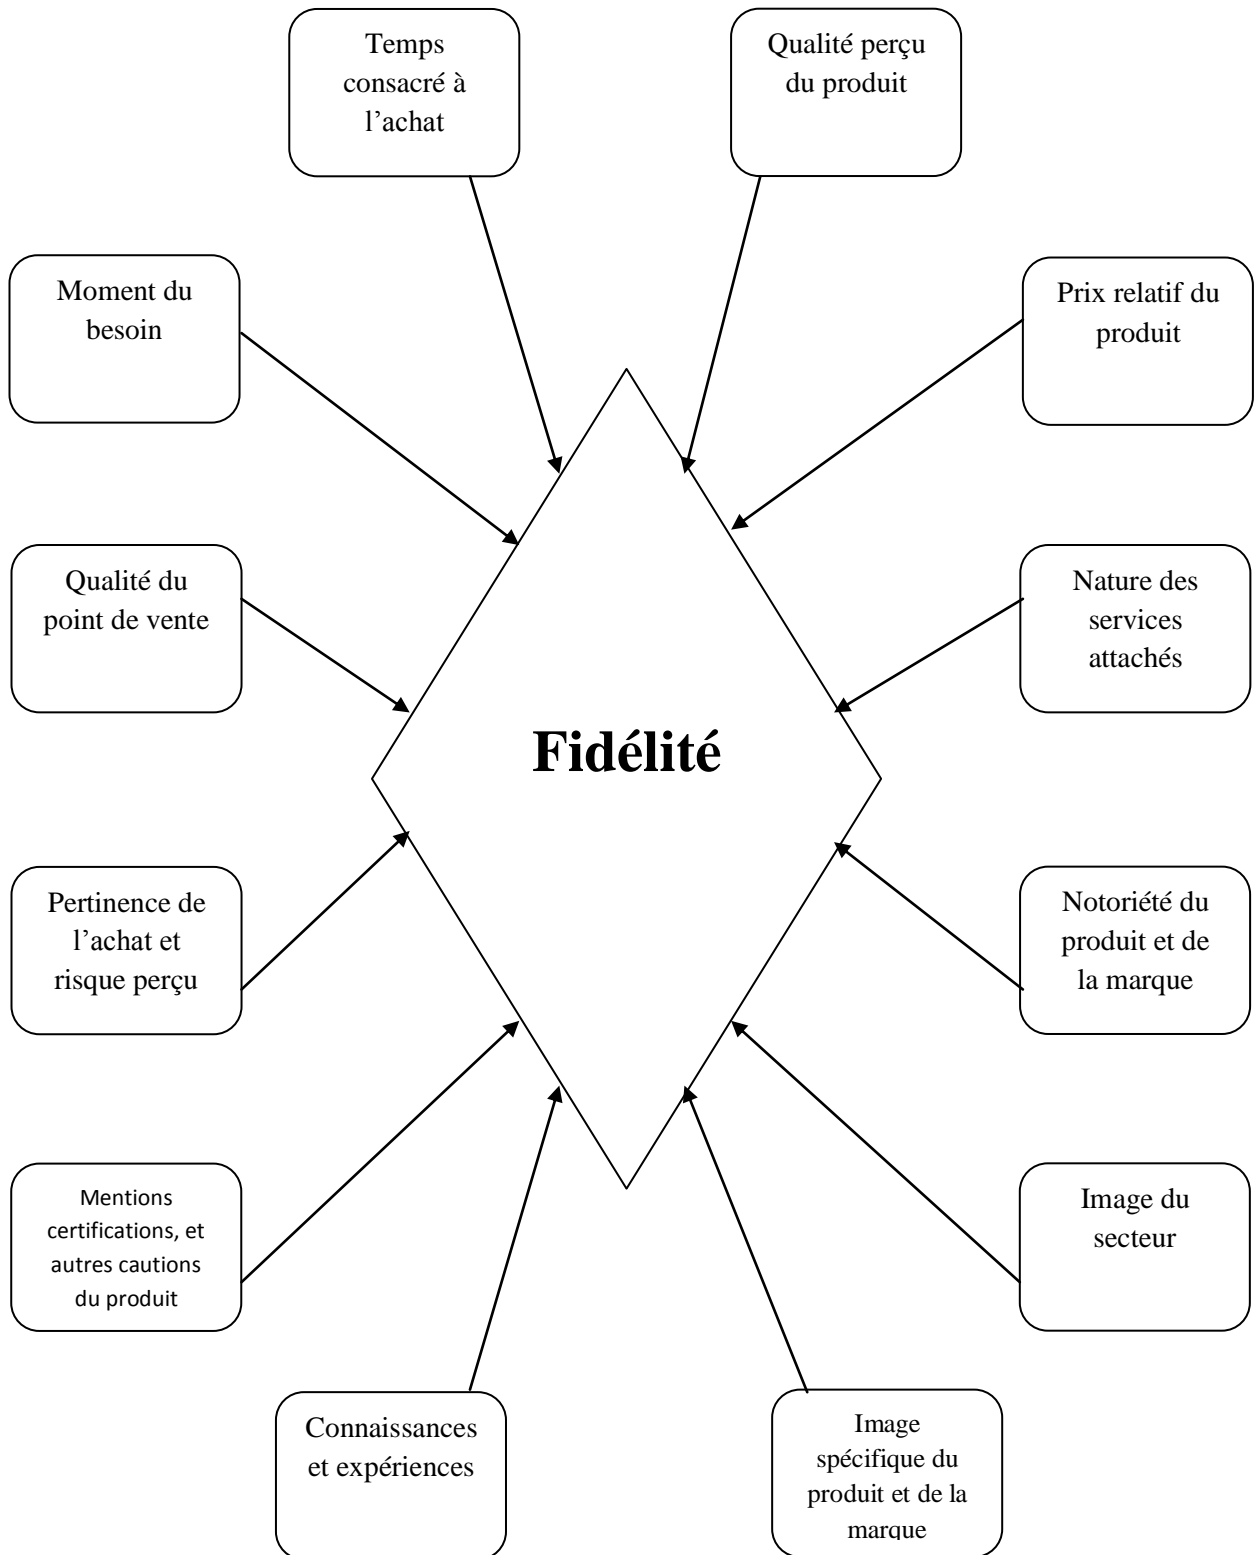 Temps
consacré à
l’achat
Qualité perçu
du produit
Moment du
besoin
Prix relatif du
produit
Qualité du
point de vente
Nature des
services
attachés
Fidélité
Pertinence de
l’achat et
risque perçu
Notoriété du
produit et de
la marque
Mentions
certifications, et
autres cautions
du produit
Image du
secteur
Connaissances
et expériences
Image
spécifique du
produit et de la
marque